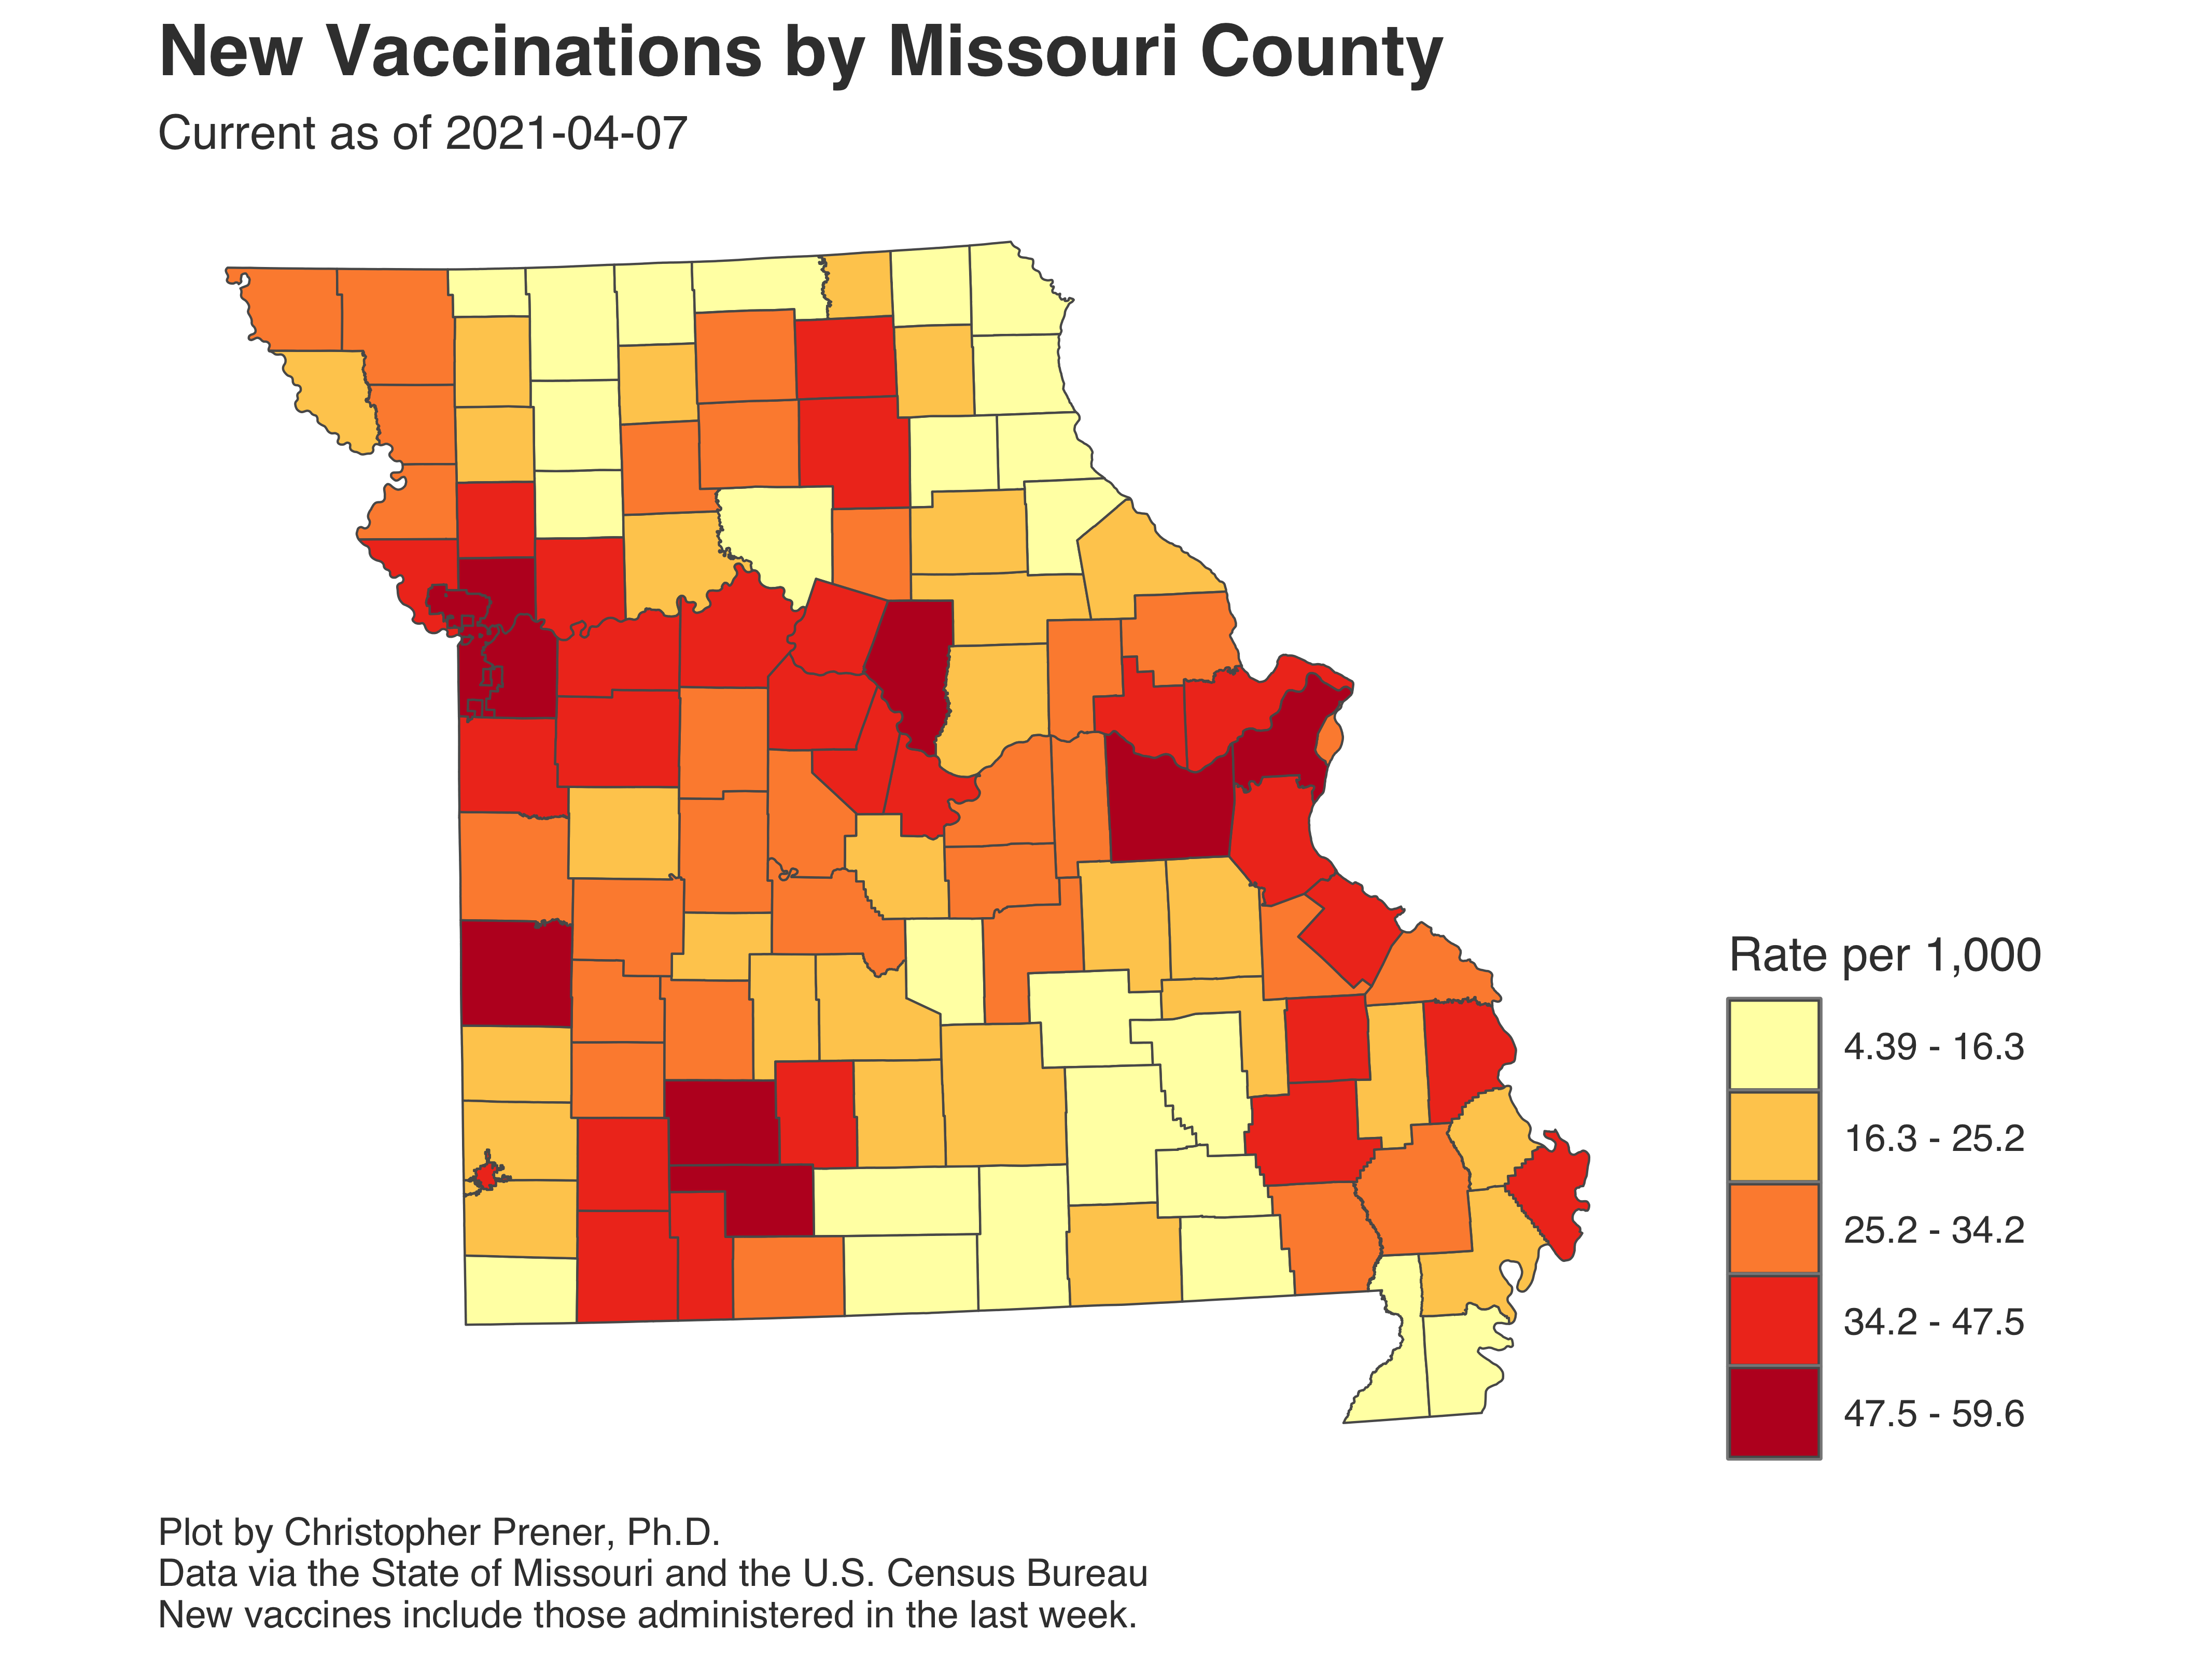 New Vaccinations by Missouri County
Current as of 2021-04-07
Rate per 1,000
4.39 - 16.3
16.3 - 25.2
25.2 - 34.2
34.2 - 47.5
47.5 - 59.6
Plot by Christopher Prener, Ph.D.
Data via the State of Missouri and the U.S. Census Bureau
New vaccines include those administered in the last week.